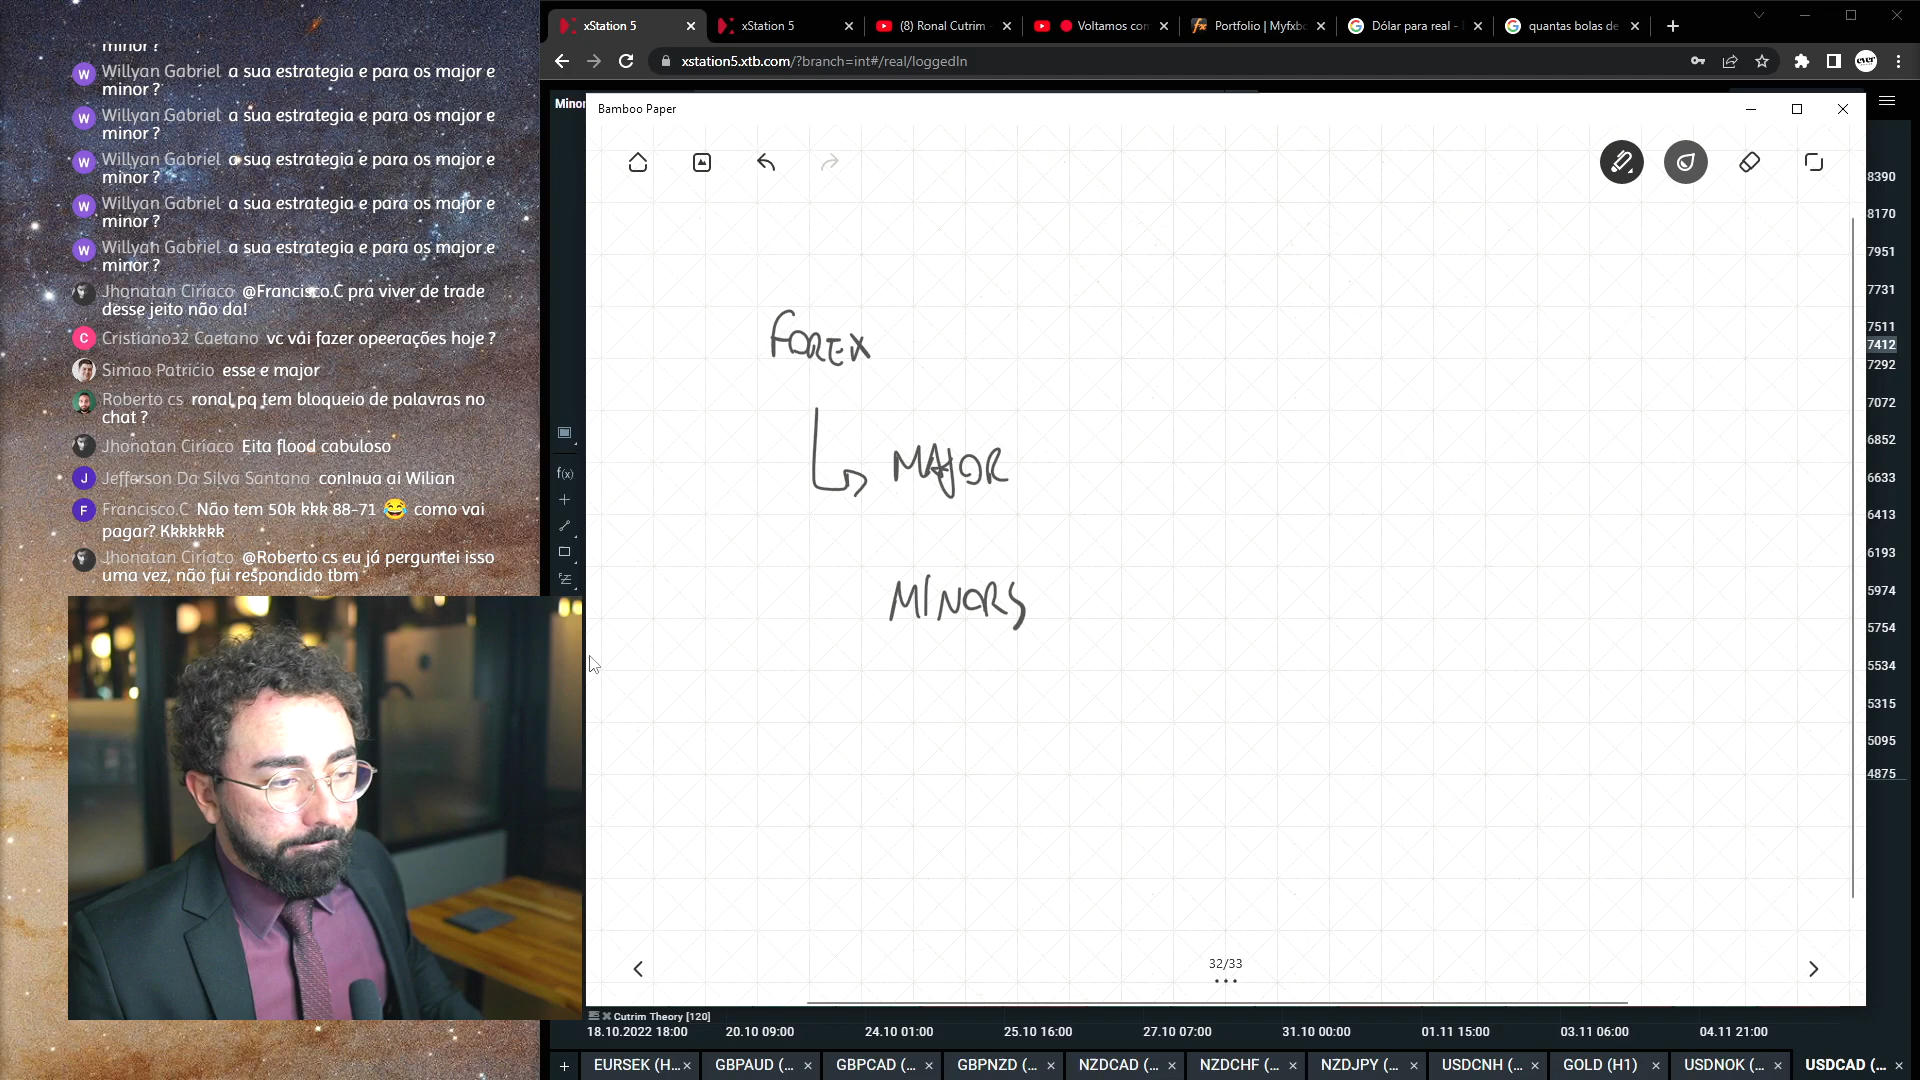 minor ?
Willyan Gabriel a sua estrategia e para os major e
minor ?
Willyan Gabriel a sua estrategia e para os major e
minor ?
Willyan Gabriel a sua estrategia e para os major e
minor ?
Willyan Gabriel a sua estrategia e para os major e
minor ?
Willyan Gabriel a sua estrategia e para os major e
minor ?
Jhonatan Ciríaco @Francisco.C pra viver de trade
desse jeito não da!
Cristiano32 Caetano vc vai fazer opeerações hoje ?
Simao Patricio esse e major
Roberto cs ronal pq tem bloqueio de palavras no
chat ?
Jhonatan Ciríaco Eita flood cabuloso
Jefferson Da Silva Santana conInua ai Wilian
Francisco.C Não tem 50k kkk 88-71 😂 como vai
pagar? Kkkkkkk
Jhonatan Ciríaco @Roberto cs eu já perguntei isso
uma vez, não fui respondido tbm
xStation 5
xStation 5
(8) Ronal Cutrim
Voltamos con
Portfolio | Myfxbo
Dólar para real -
quantas bolas de
xstation5.xtb.com/?branch=int#/real/loggedIn
Minor
Bamboo Paper
FOREX
MAJOR
MINORS
32/33
8390
8170
7951
7731
7511
7412
7292
7072
6852
6633
6413
6193
5974
5754
5534
5315
5095
4875
f(x)
Cutrim Theory [120]
18.10.2022 18:00 20.10 09:00 24.10 01:00 25.10 16:00 27.10 07:00 31.10 00:00 01.11 15:00 03.11 06:00 04.11 21:00
EURSEK (H... GBPAUD (... GBPCAD (... GBPNZD (... NZDCAD (... NZDCHF (... NZDJPY (... USDCNH (... GOLD (H1) USDNOK (... USDCAD (...